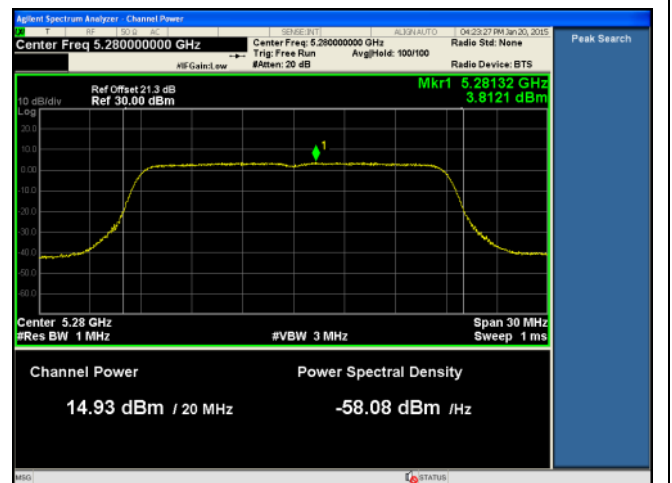 Agilent Spectrum Analyzer - Channel Power
T RF 50 Ω AC SENSE:INT ALIGNAUTO 04:23:27 PM Jan 20, 2015
Center Freq 5.280000000 GHz
Center Freq: 5.280000000 GHz
Radio Std: None
Trig: Free Run Avg|Hold: 100/100
#IFGain:Low #Atten: 20 dB Radio Device: BTS
Peak Search
Ref Offset 21.3 dB
10 dB/div Ref 30.00 dBm
Mkr1 5.28132 GHz
3.8121 dBm
Log
20.0
10.0
0.00
-10.0
-20.0
-30.0
-40.0
-50.0
-60.0
1
Center 5.28 GHz Span 30 MHz
#Res BW 1 MHz #VBW 3 MHz Sweep 1 ms
Channel Power Power Spectral Density
14.93 dBm / 20 MHz -58.08 dBm /Hz
MSG STATUS